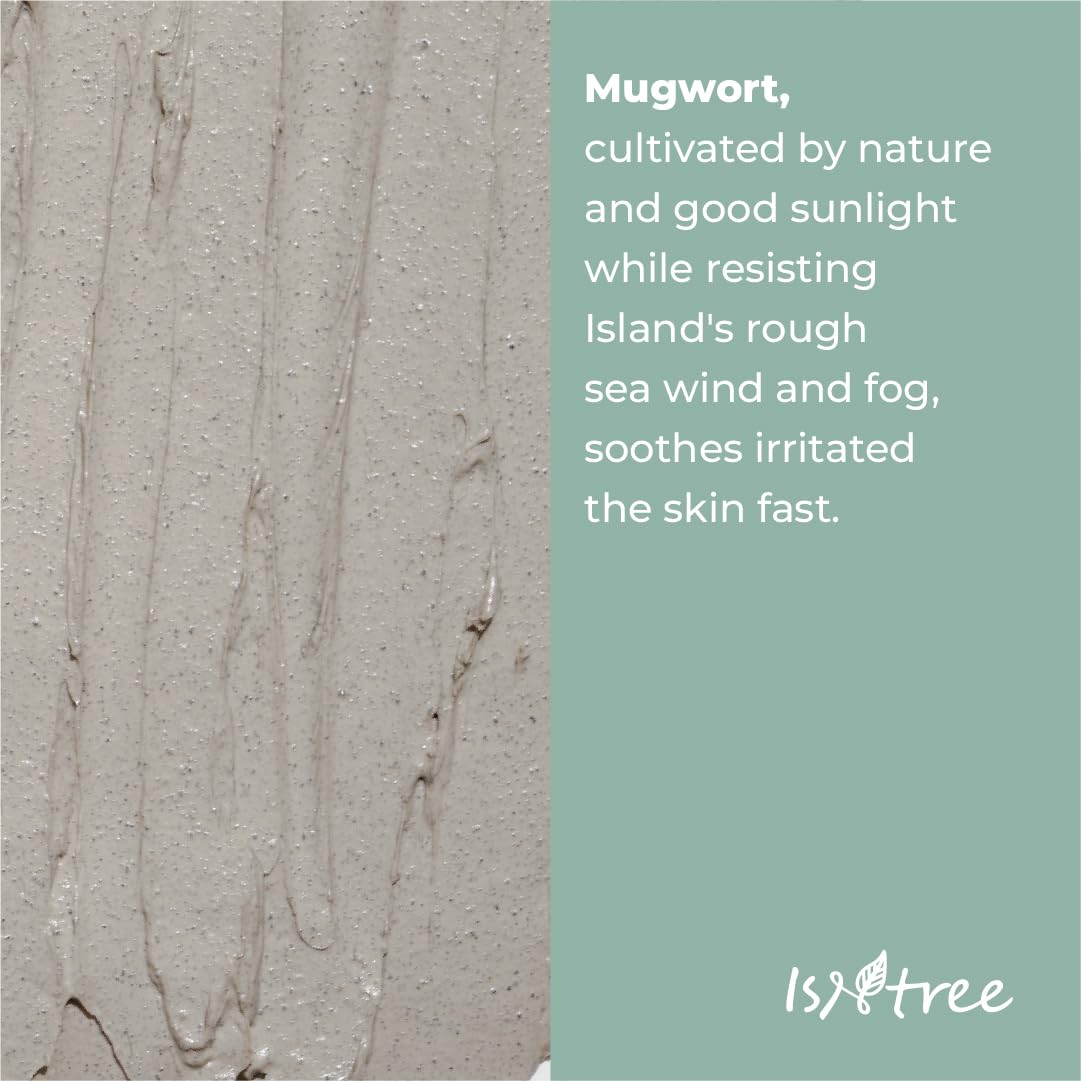 Mugwort,
cultivated by nature
and good sunlight
while resisting
Island's rough
sea wind and fog,
soothes irritated
the skin fast.
Isntree